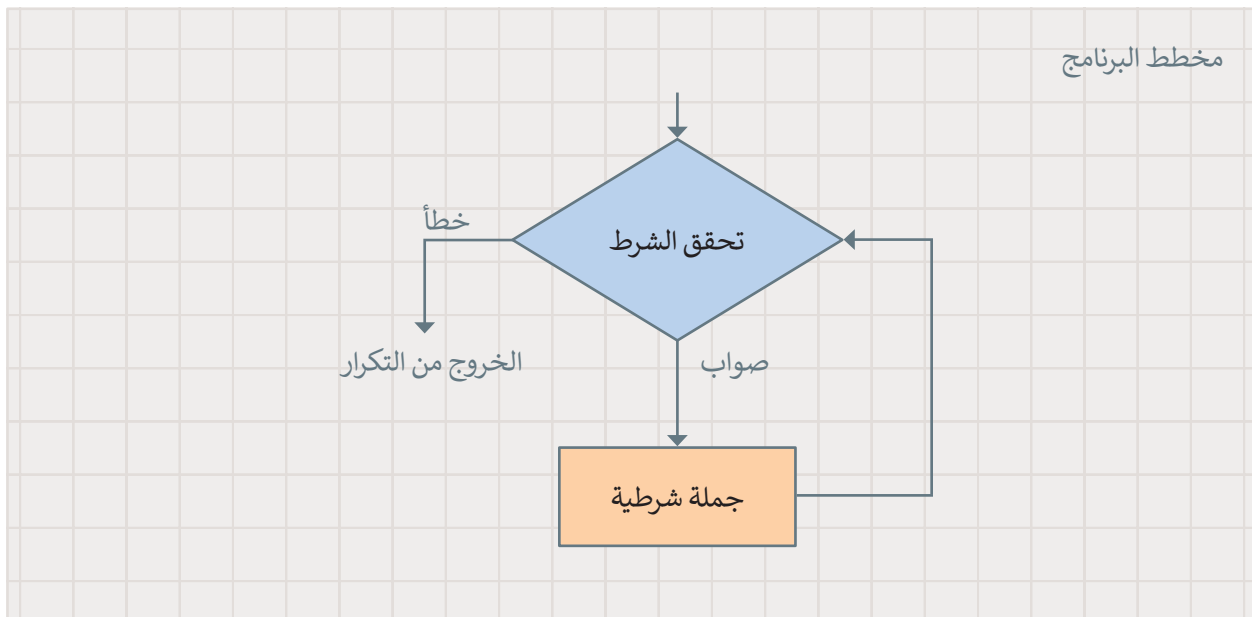 مخطط البرنامج
خطأ
تحقق الشرط
الخروج من التكرار
صواب
جملة شرطية